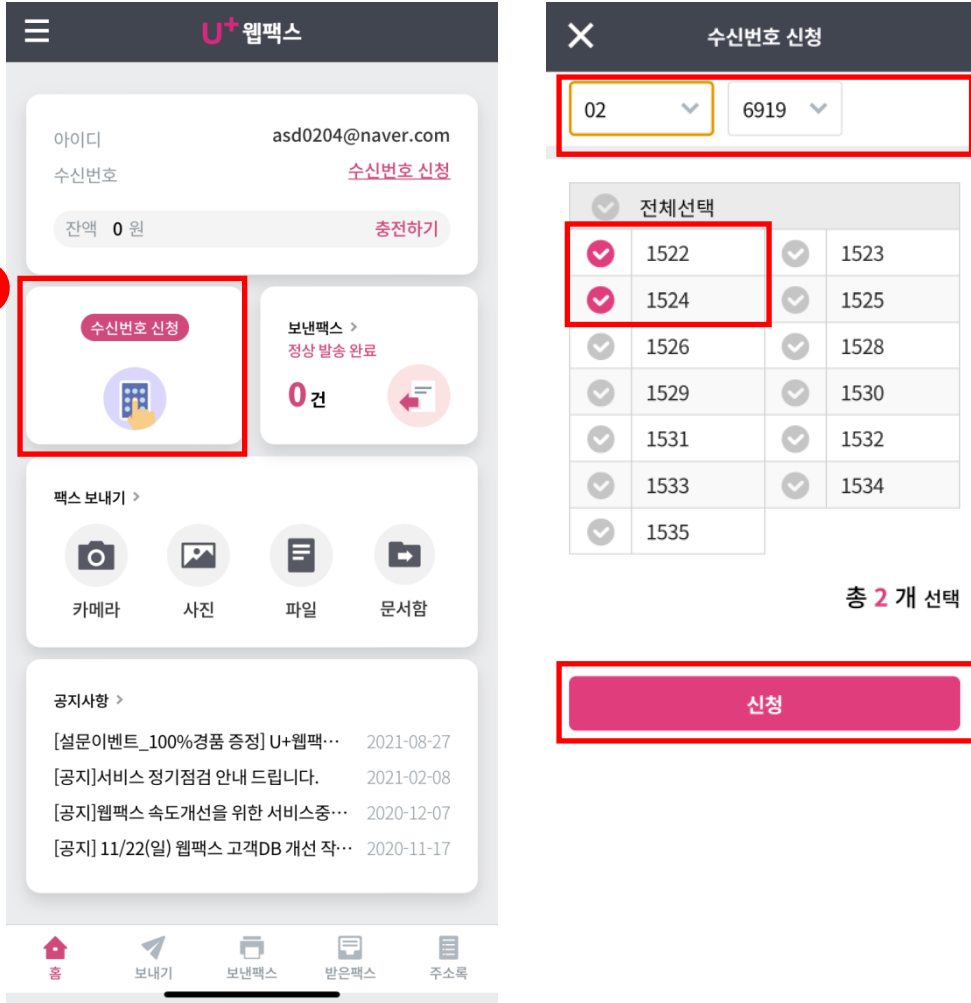 U+웹팩스
아이디 asd0204@naver.com
수신번호 수신번호 신청
잔액 0 원 충전하기
수신번호 신청
보낸팩스 >
정상 발송 완료
0 건
팩스 보내기 >
카메라 사진 파일 문서함
공지사항 >
[설문이벤트_100%경품 증정] U+웹팩… 2021-08-27
[공지]서비스 정기점검 안내 드립니다. 2021-02-08
[공지]웹팩스 속도개선을 위한 서비스중… 2020-12-07
[공지] 11/22(일) 웹팩스 고객DB 개선 작… 2020-11-17
홈 보내기 보낸팩스 받은팩스 주소록
수신번호 신청
02 6919
전체선택
1522 1523
1524 1525
1526 1528
1529 1530
1531 1532
1533 1534
1535
총 2 개 선택
신청